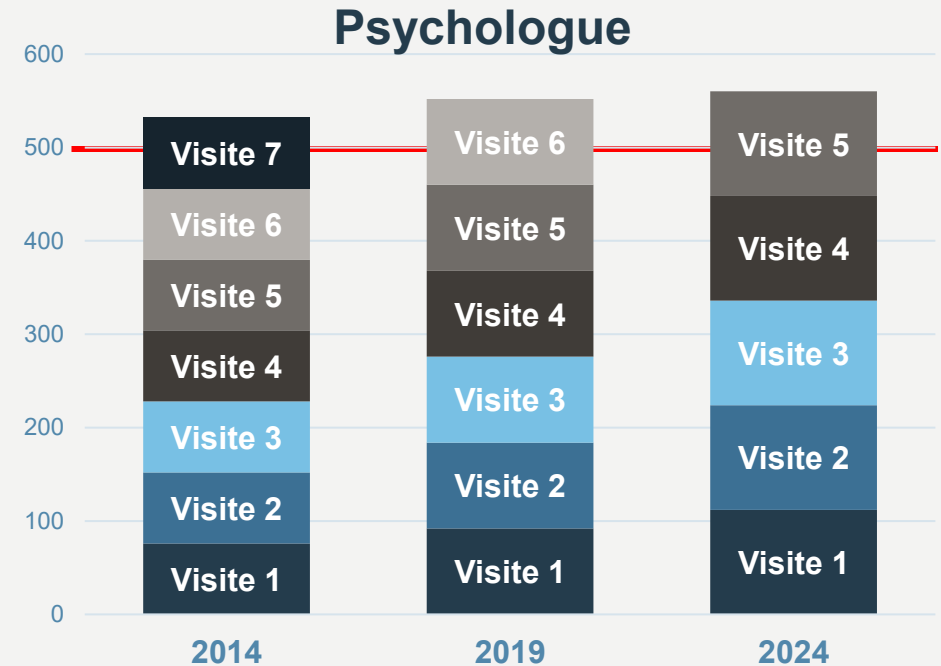 Psychologue
600
500
400
300
200
100
0
Visite 7
Visite 6
Visite 5
Visite 4
Visite 3
Visite 2
Visite 1
Visite 6
Visite 5
Visite 4
Visite 3
Visite 2
Visite 1
Visite 5
Visite 4
Visite 3
Visite 2
Visite 1
2014
2019
2024